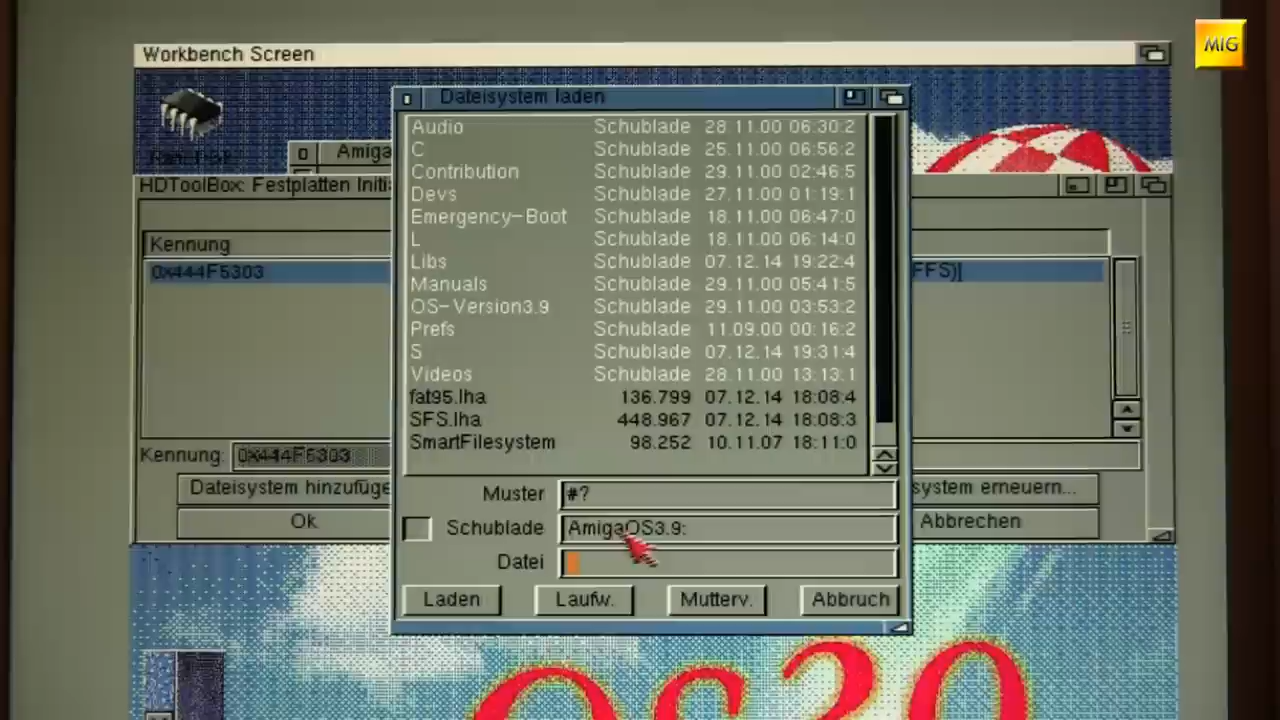 MIG
Workbench Screen
Dateisystem laden
Amiga
HDToolBox: Festplatten Initi
Kennung
0x444F5303
FFS)
Audio Schublade 28.11.00 06:30:2
C Schublade 25.11.00 06:56:2
Contribution Schublade 29.11.00 02:46:5
Devs Schublade 27.11.00 01:19:1
Emergency-Boot Schublade 18.11.00 06:47:0
L Schublade 18.11.00 06:14:0
Libs Schublade 07.12.14 19:22:4
Manuals Schublade 29.11.00 05:41:5
OS-Version3.9 Schublade 29.11.00 03:53:2
Prefs Schublade 11.09.00 00:16:2
S Schublade 07.12.14 19:31:4
Videos Schublade 28.11.00 13:13:1
fat95.lha 136.799 07.12.14 18:08:4
SFS.lha 448.967 07.12.14 18:08:3
SmartFilesystem 98.252 10.11.07 18:11:0
Kennung: 0x444F5303
Muster #?
Dateisystem hinzufüge
system erneuern...
Schublade AmigaOS3.9:
Ok
Abbrechen
Datei
Laden Laufw. Mutterv. Abbruch